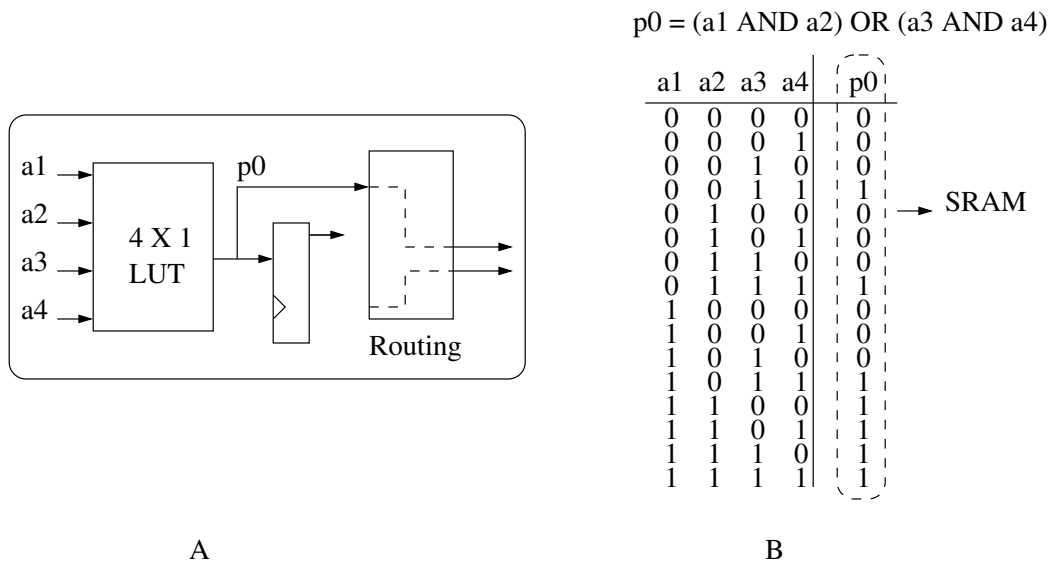 p0 = (a1 AND a2) OR (a3 AND a4)
a1 a2 a3 a4 p0
0 0 0 0 0
0 0 0 1 0
0 0 1 0 0
0 0 1 1 1
0 1 0 0 0
0 1 0 1 0
0 1 1 0 0
0 1 1 1 1
1 0 0 0 0
1 0 0 1 0
1 0 1 0 0
1 0 1 1 1
1 1 0 0 1
1 1 0 1 1
1 1 1 0 1
1 1 1 1 1
SRAM
a1
a2
a3
a4
4 X 1
LUT
p0
Routing
A
B